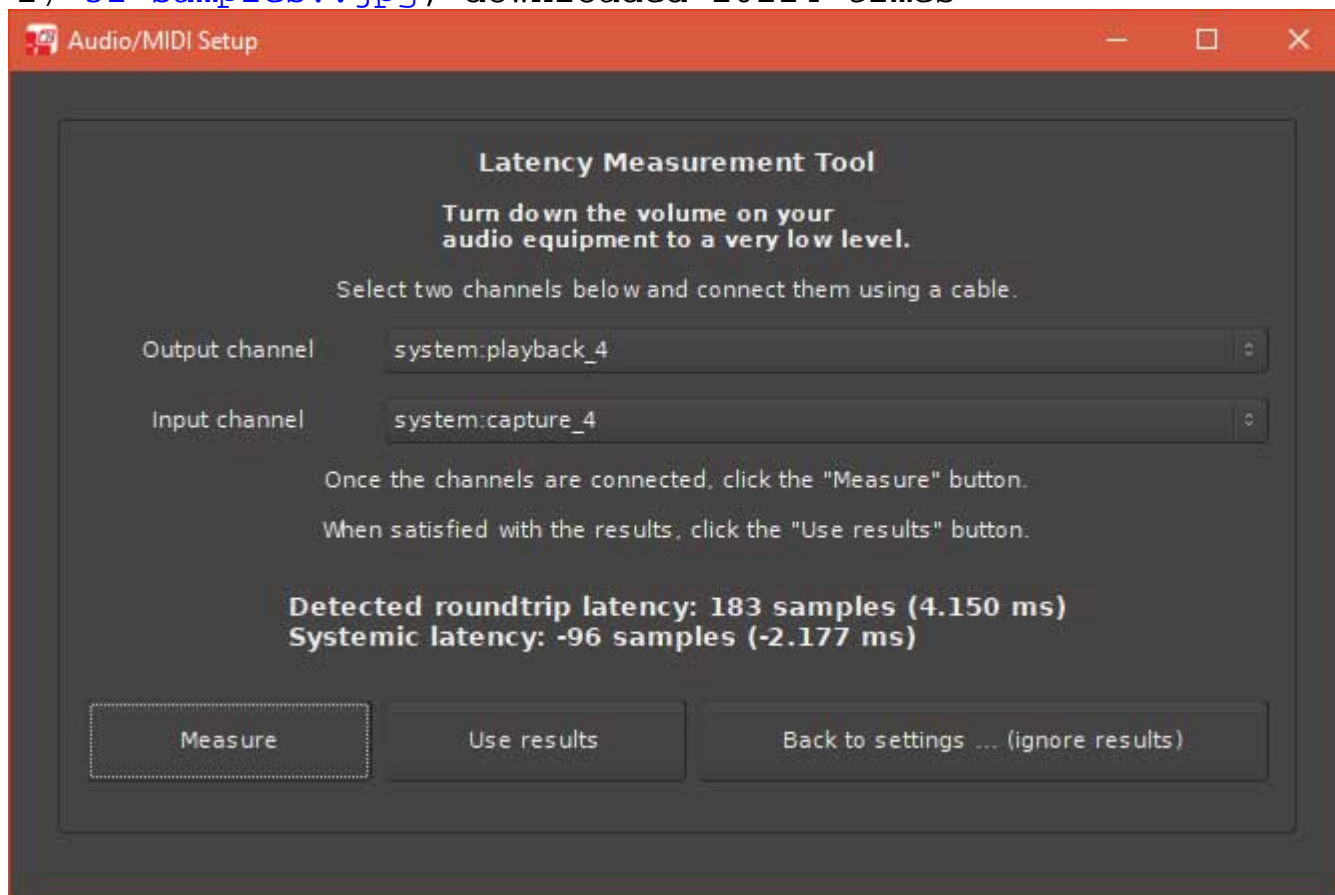 Audio/MIDI Setup
Latency Measurement Tool
Turn down the volume on your
audio equipment to a very low level.
Select two channels below and connect them using a cable.
Output channel system:playback_4
Input channel system:capture_4
Once the channels are connected, click the "Measure" button.
When satisfied with the results, click the "Use results" button.
Detected roundtrip latency: 183 samples (4.150 ms)
Systemic latency: -96 samples (-2.177 ms)
Measure Use results Back to settings ... (ignore results)